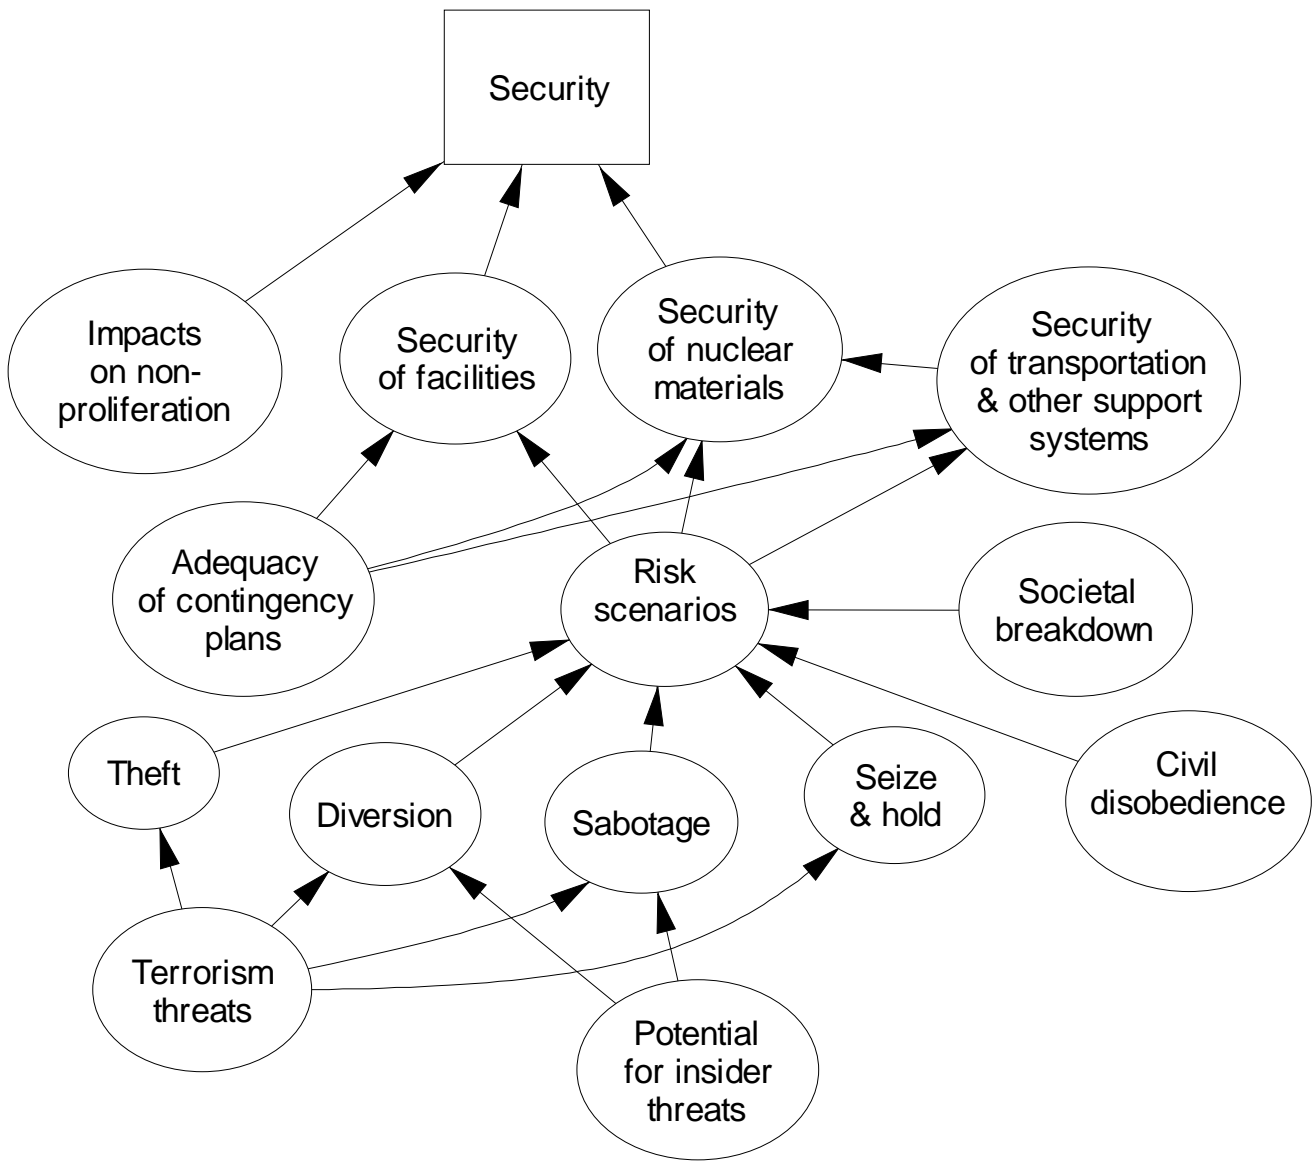 Security
Impacts
on non-
proliferation
Security
of facilities
Security
of nuclear
materials
Security
of transportation
& other support
systems
Adequacy
of contingency
plans
Risk
scenarios
Societal
breakdown
Theft
Diversion
Sabotage
Seize
& hold
Civil
disobedience
Terrorism
threats
Potential
for insider
threats